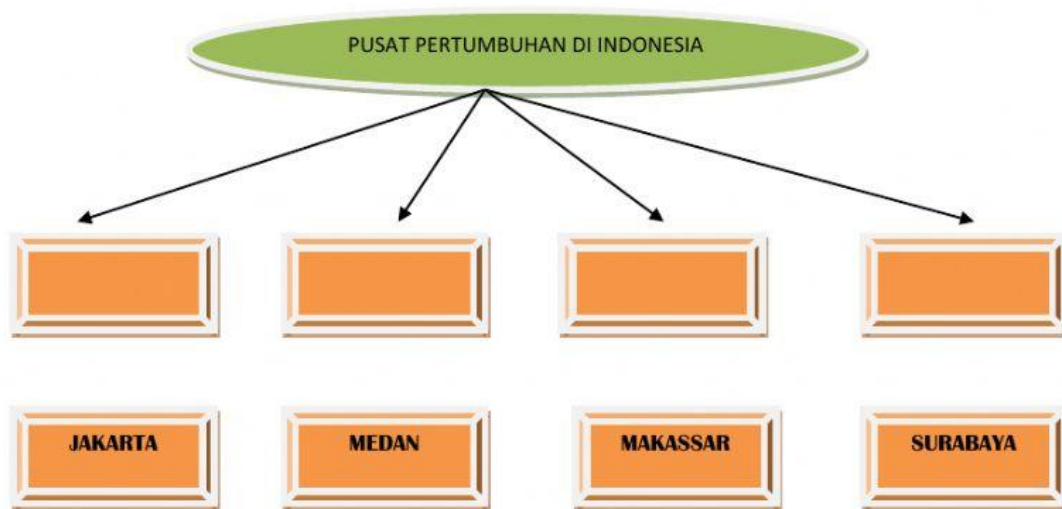 PUSAT PERTUMBUHAN DI INDONESIA
JAKARTA
MEDAN
MAKASSAR
SURABAYA